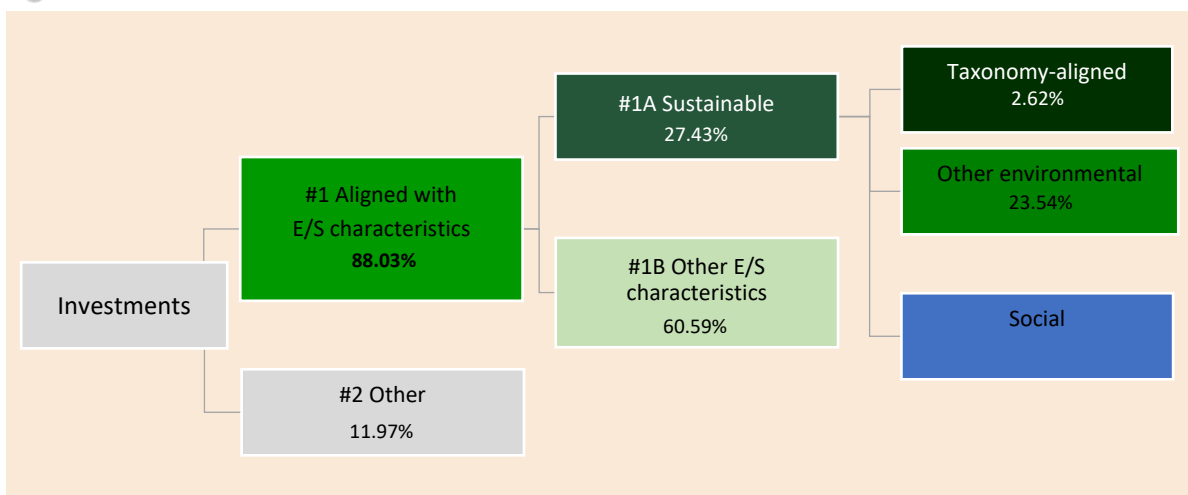 Investments
#1 Aligned with
E/S characteristics
88.03%
#2 Other
11.97%
#1A Sustainable
27.43%
#1B Other E/S
characteristics
60.59%
Taxonomy-aligned
2.62%
Other environmental
23.54%
Social